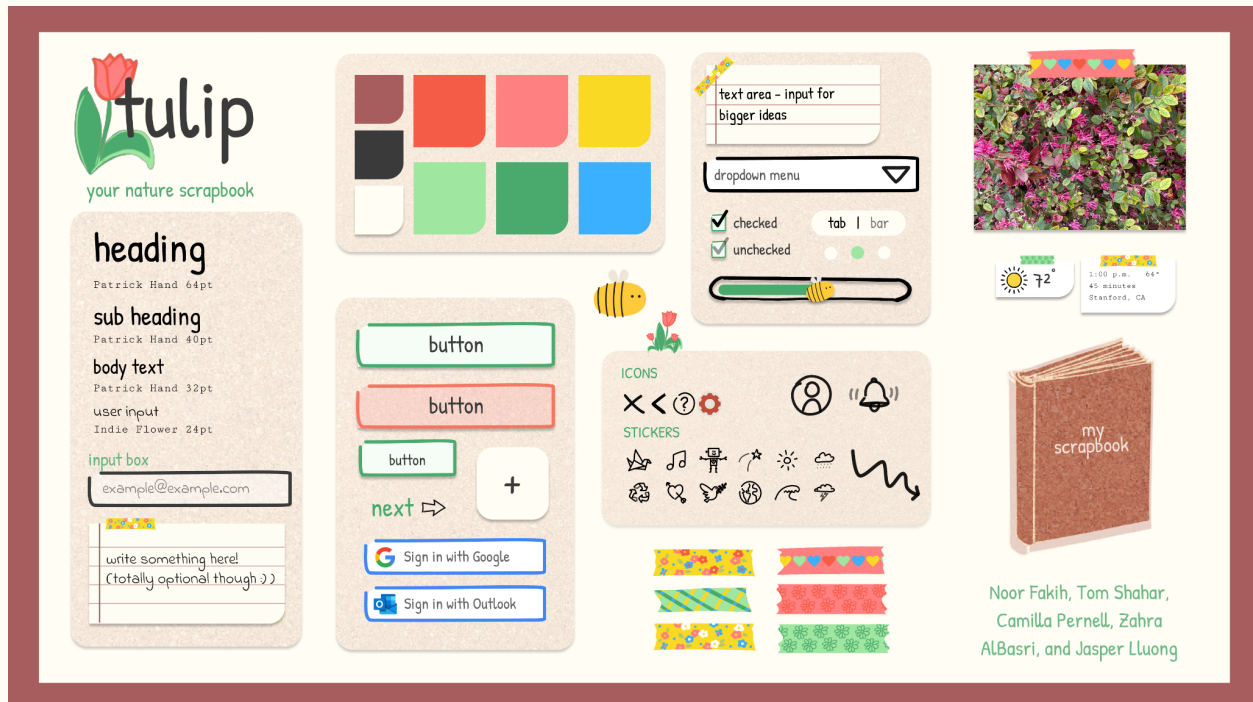 tulip
your nature scrapbook
heading
Patrick Hand 64pt
sub heading
Patrick Hand 40pt
body text
Patrick Hand 32pt
user input
Indie Flower 24pt
input box
example@example.com
write something here!
(totally optional though :) )
button
button
button
+
next
Sign in with Google
Sign in with Outlook
text area - input for
bigger ideas
dropdown menu
checked
tab | bar
unchecked
ICONS
?
STICKERS
72°
1:00 p.m. 64°
45 minutes
Stanford, CA
my
scrapbook
Noor Fakih, Tom Shahar,
Camilla Pernell, Zahra
AlBasri, and Jasper Lluong